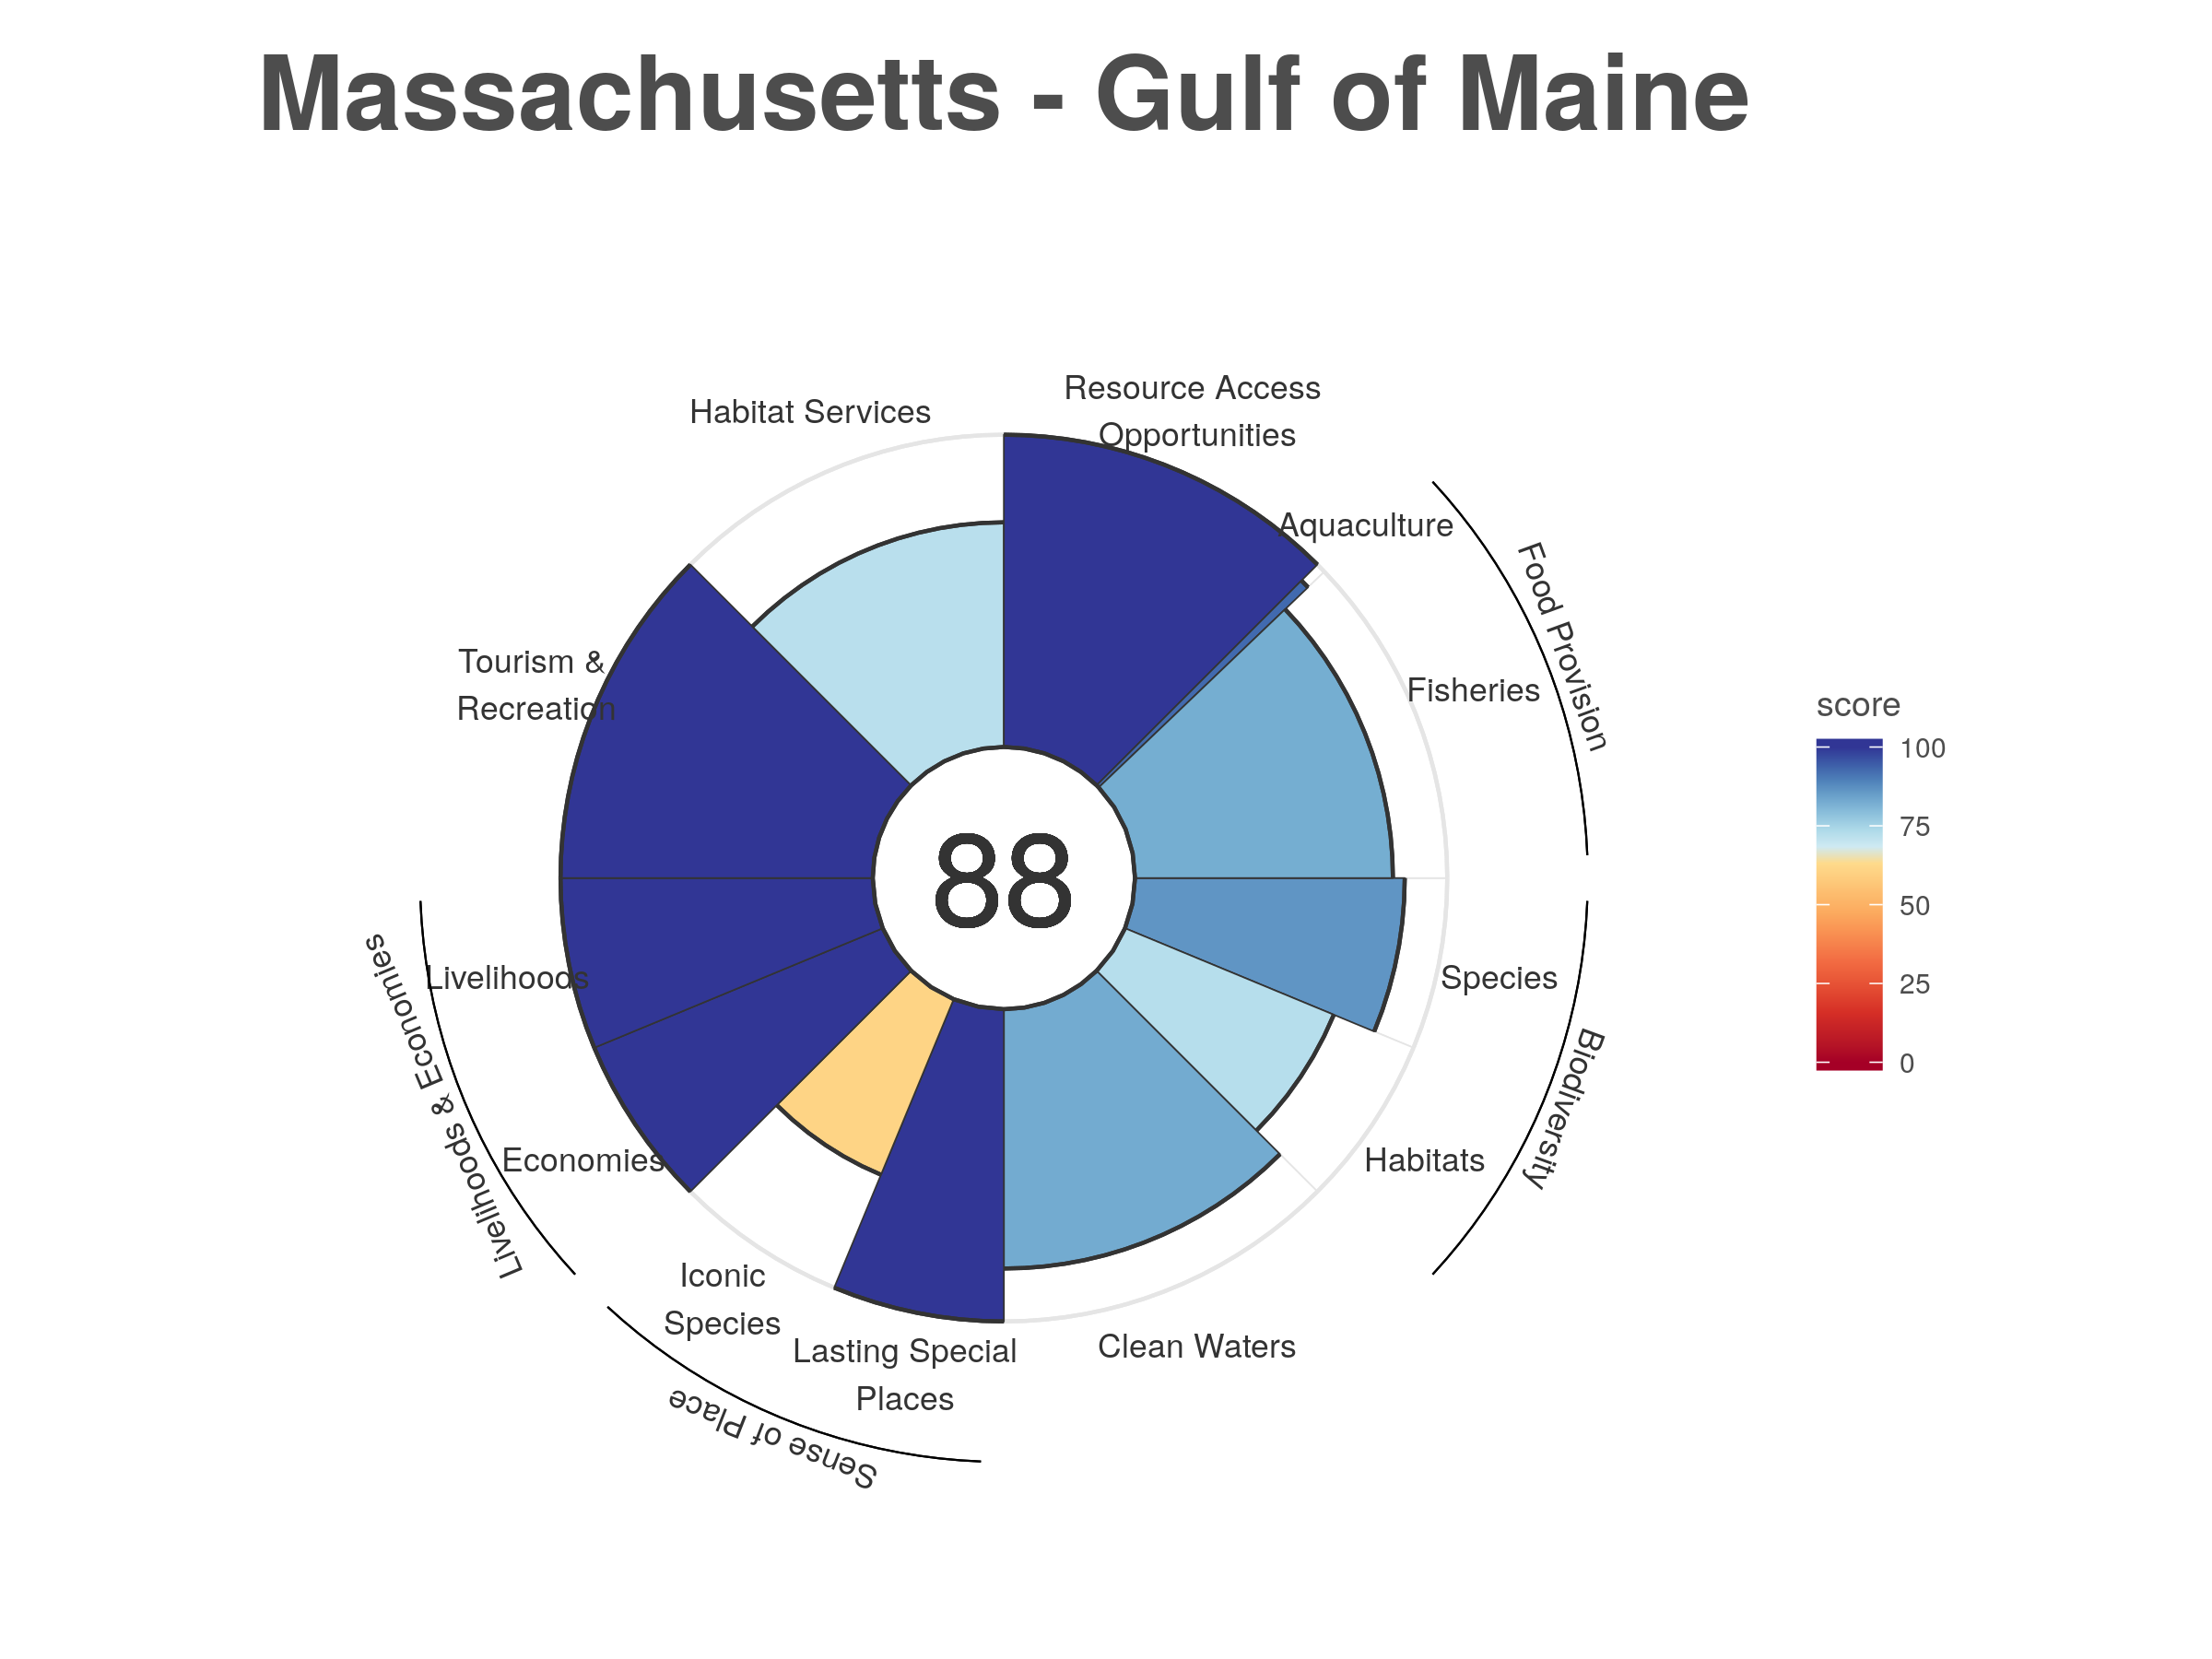 Massachusetts - Gulf of Maine
Resource Access
Opportunities
Habitat Services
Aquaculture
Food Provision
Fisheries
Tourism &
Recreation
88
score
100
75
50
25
0
Species
Biodiversity
Habitats
Livelihoods
Livelihoods & Economies
Economies
Iconic
Species
Lasting Special
Places
Clean Waters
Sense of Place